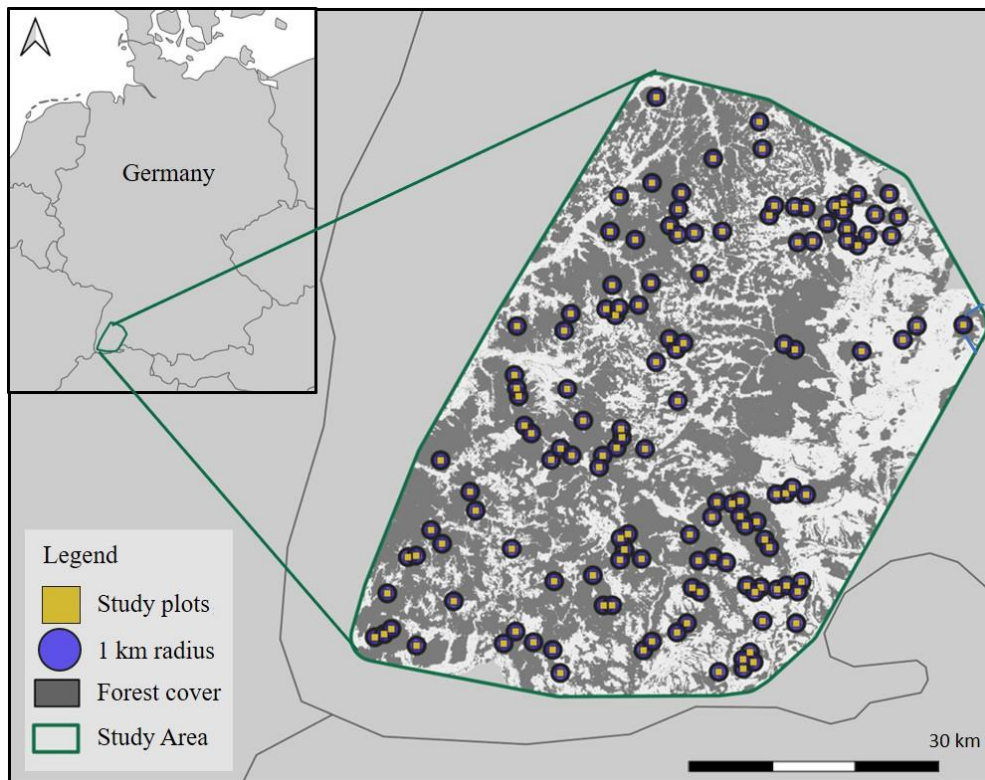 Germany
Legend
Study plots
1 km radius
Forest cover
Study Area
30 km